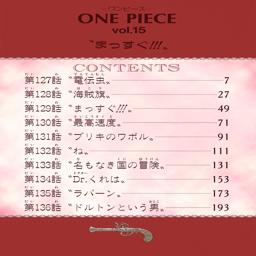 ワンピース
ONE PIECE
vol.15
〝まっすぐ!!!〟
CONTENTS
第127話 〝電伝虫〟 7
第128話 〝海賊旗〟 27
第129話 〝まっすぐ!!!〟 49
第130話 〝最高速度〟 71
第131話 〝ブリキのワポル〟 91
第132話 〝ね〟 111
第133話 〝名もなき国の冒険〟 131
第134話 〝Dr.くれは〟 153
第135話 〝ラパーン〟 173
第136話 〝ドルトンという男〟 193